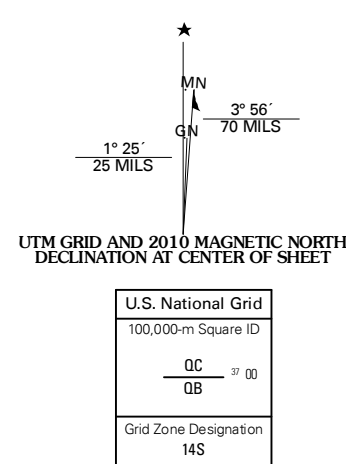 ★
MN
3° 56´
70 MILS
GN
1° 25´
25 MILS
UTM GRID AND 2010 MAGNETIC NORTH
DECLINATION AT CENTER OF SHEET
U.S. National Grid
100,000-m Square ID
QC
37 00
QB
Grid Zone Designation
14S